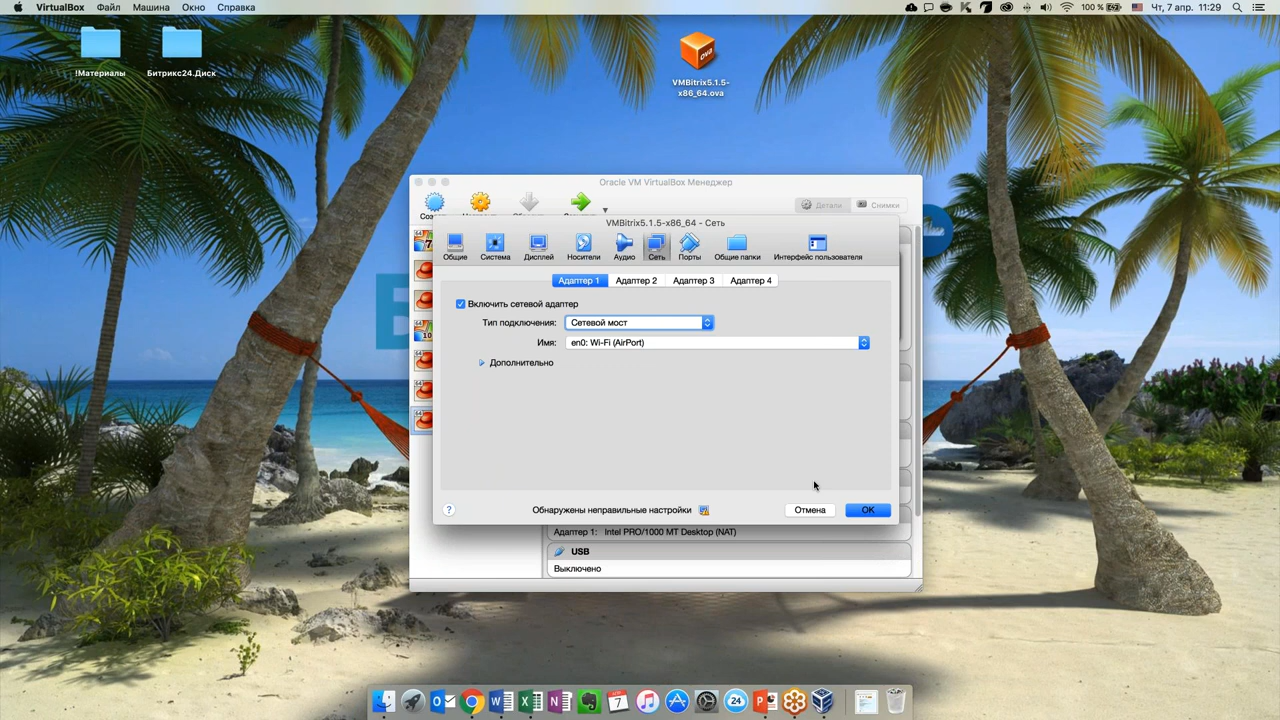 VirtualBox Файл Машина Окно Справка
100 % Чт, 7 апр. 11:29
!Материалы
Битрикс24.Диск
OVA
VMBitrix5.1.5-
x86_64.ova
Oracle VM VirtualBox Менеджер
Детали Снимки
VMBitrix5.1.5-x86_64 - Сеть
Общие Система Дисплей Носители Аудио Сеть Порты Общие папки Интерфейс пользователя
Адаптер 1 Адаптер 2 Адаптер 3 Адаптер 4
Включить сетевой адаптер
Тип подключения: Сетевой мост
Имя: en0: Wi-Fi (AirPort)
Дополнительно
? Обнаружены неправильные настройки Отмена OK
Адаптер 1: Intel PRO/1000 MT Desktop (NAT)
USB
Выключено
24